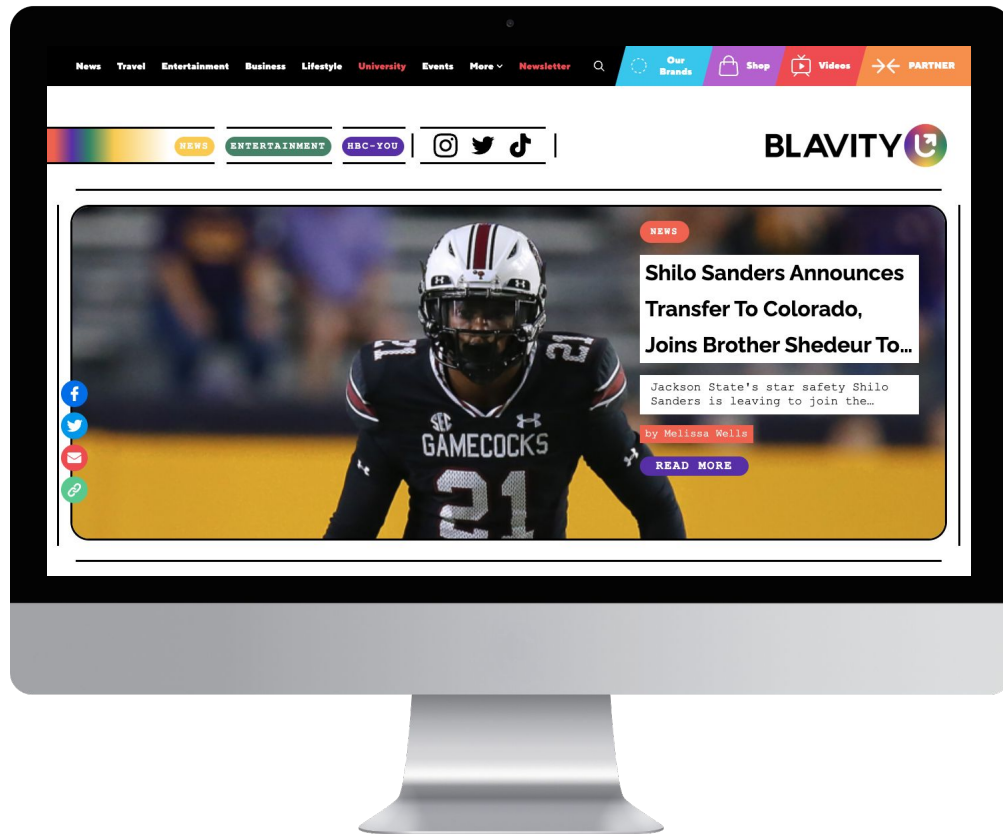 News Travel Entertainment Business Lifestyle University Events More Newsletter Our Brands Shop Videos PARTNER
NEWS ENTERTAINMENT HBC-YOU
BLAVITY U
NEWS
Shilo Sanders Announces
Transfer To Colorado,
Joins Brother Shedeur To...
Jackson State's star safety Shilo
Sanders is leaving to join the…
by Melissa Wells
READ MORE
21 21
SEC
GAMECOCKS
21